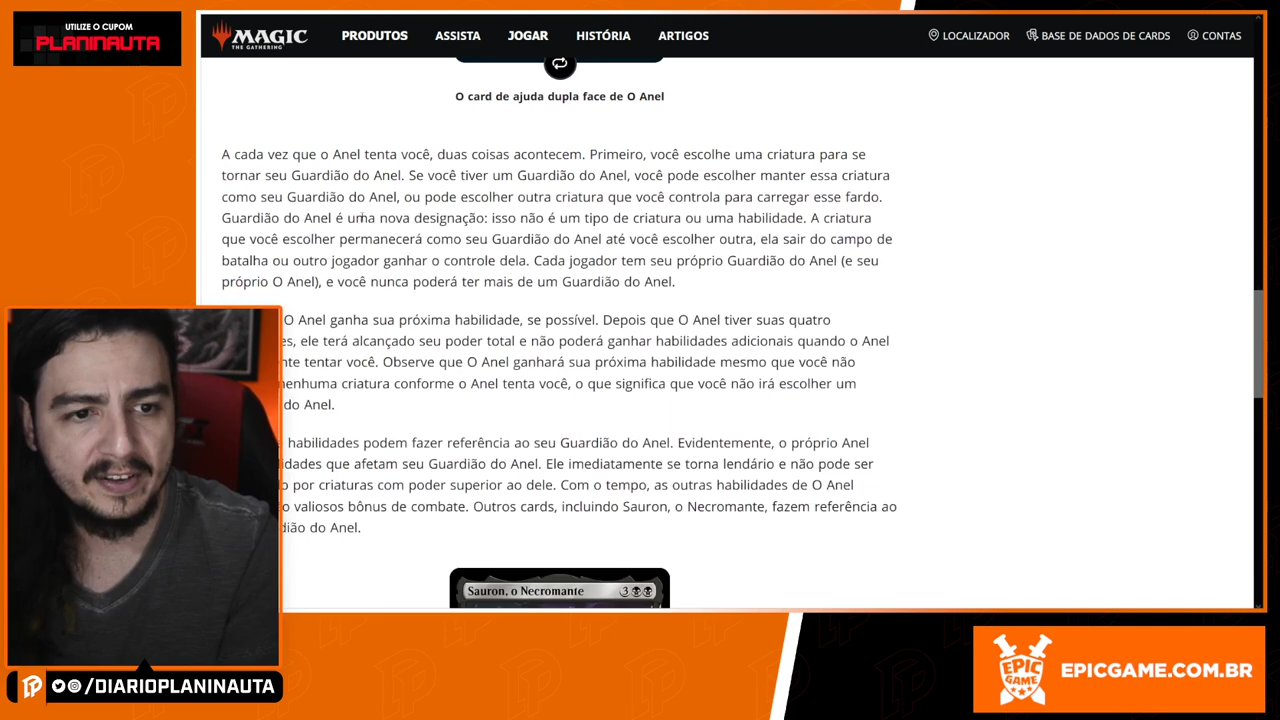 UTILIZE O CUPOM
PLANINAUTA
MAGIC
THE GATHERING
PRODUTOS
ASSISTA
JOGAR
HISTÓRIA
ARTIGOS
LOCALIZADOR
BASE DE DADOS DE CARDS
CONTAS
O card de ajuda dupla face de O Anel
A cada vez que o Anel tenta você, duas coisas acontecem. Primeiro, você escolhe uma criatura para se
tornar seu Guardião do Anel. Se você tiver um Guardião do Anel, você pode escolher manter essa criatura
como seu Guardião do Anel, ou pode escolher outra criatura que você controla para carregar esse fardo.
Guardião do Anel é uma nova designação: isso não é um tipo de criatura ou uma habilidade. A criatura
que você escolher permanecerá como seu Guardião do Anel até você escolher outra, ela sair do campo de
batalha ou outro jogador ganhar o controle dela. Cada jogador tem seu próprio Guardião do Anel (e seu
próprio O Anel), e você nunca poderá ter mais de um Guardião do Anel.
O Anel ganha sua próxima habilidade, se possível. Depois que O Anel tiver suas quatro
es, ele terá alcançado seu poder total e não poderá ganhar habilidades adicionais quando o Anel
nte tentar você. Observe que O Anel ganhará sua próxima habilidade mesmo que você não
nenhuma criatura conforme o Anel tenta você, o que significa que você não irá escolher um
do Anel.
habilidades podem fazer referência ao seu Guardião do Anel. Evidentemente, o próprio Anel
idades que afetam seu Guardião do Anel. Ele imediatamente se torna lendário e não pode ser
o por criaturas com poder superior ao dele. Com o tempo, as outras habilidades de O Anel
o valiosos bônus de combate. Outros cards, incluindo Sauron, o Necromante, fazem referência ao
dião do Anel.
Sauron, o Necromante 3
/DIARIOPLANINAUTA
EPIC
GAME
EPICGAME.COM.BR